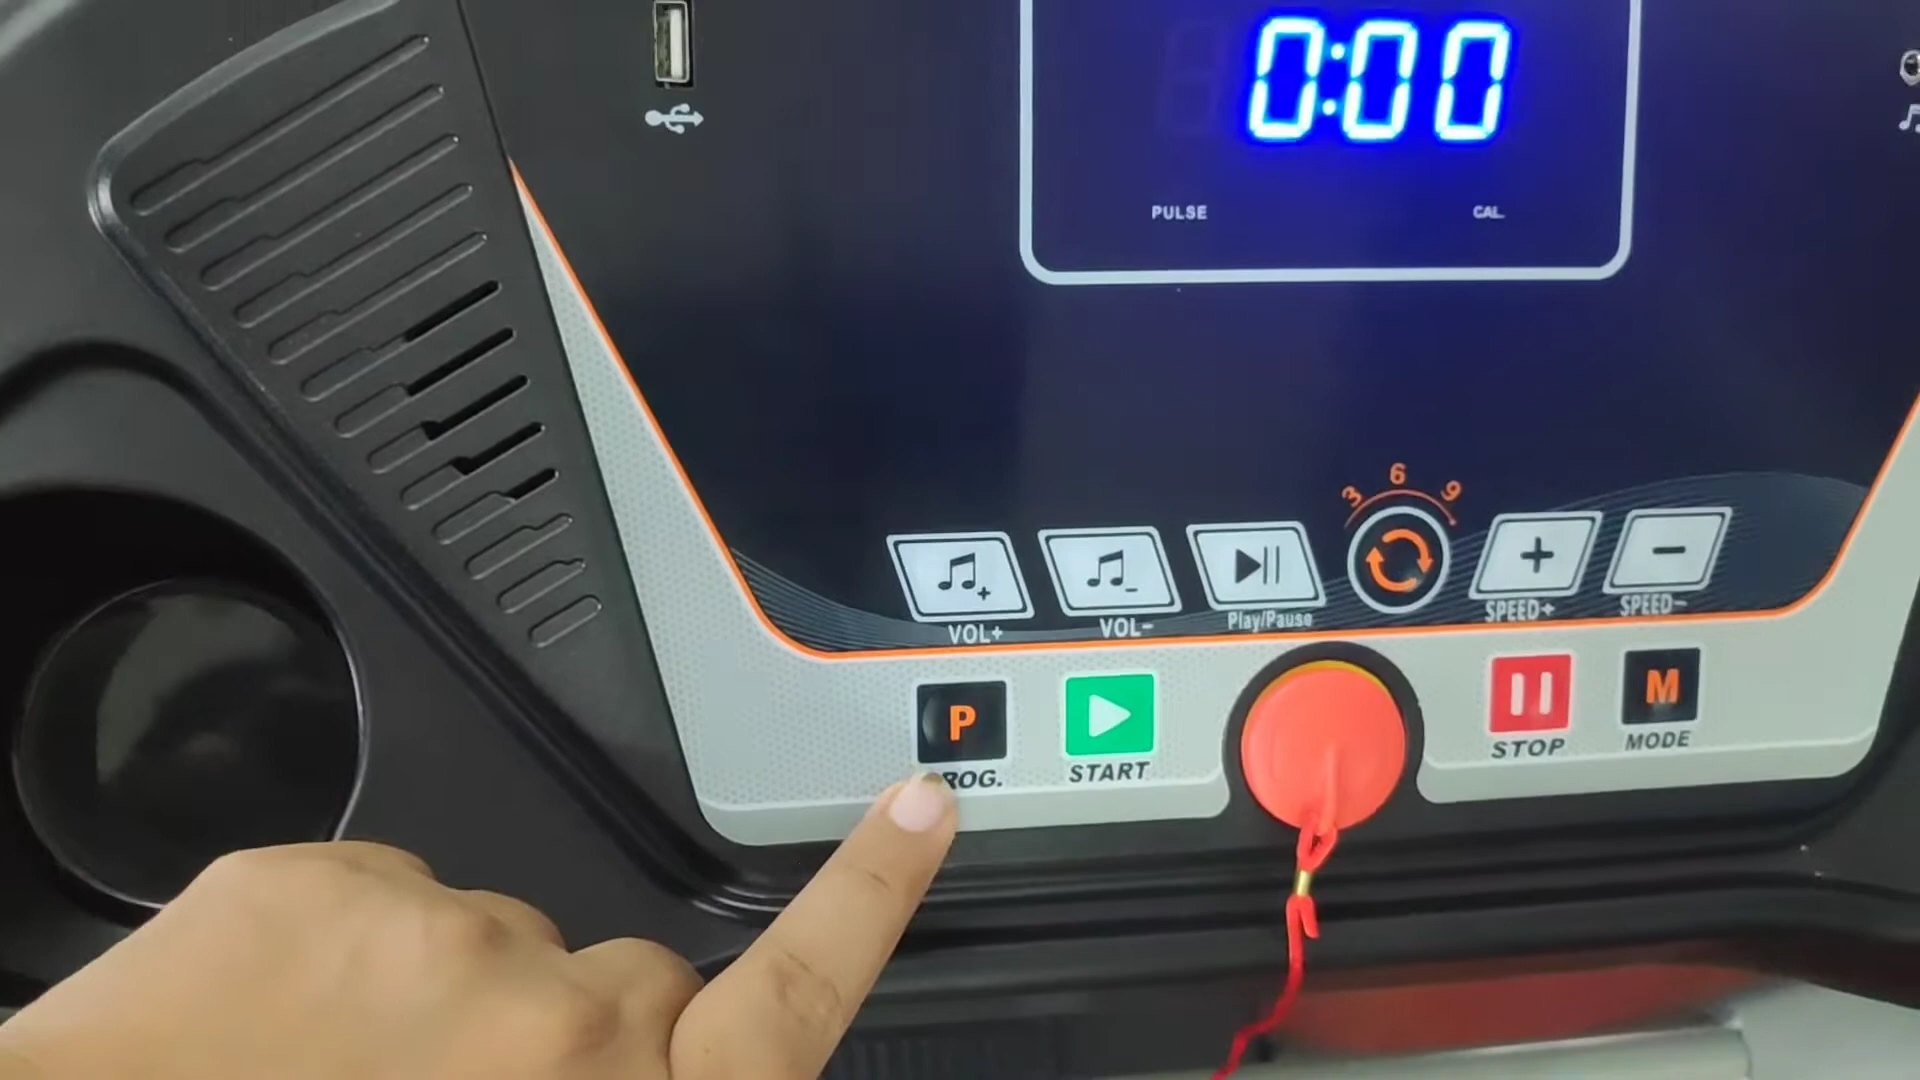 0:00
PULSE CAL.
3 6 9
VOL+ VOL- Play/Pause SPEED+ SPEED-
P M
ROG. START STOP MODE